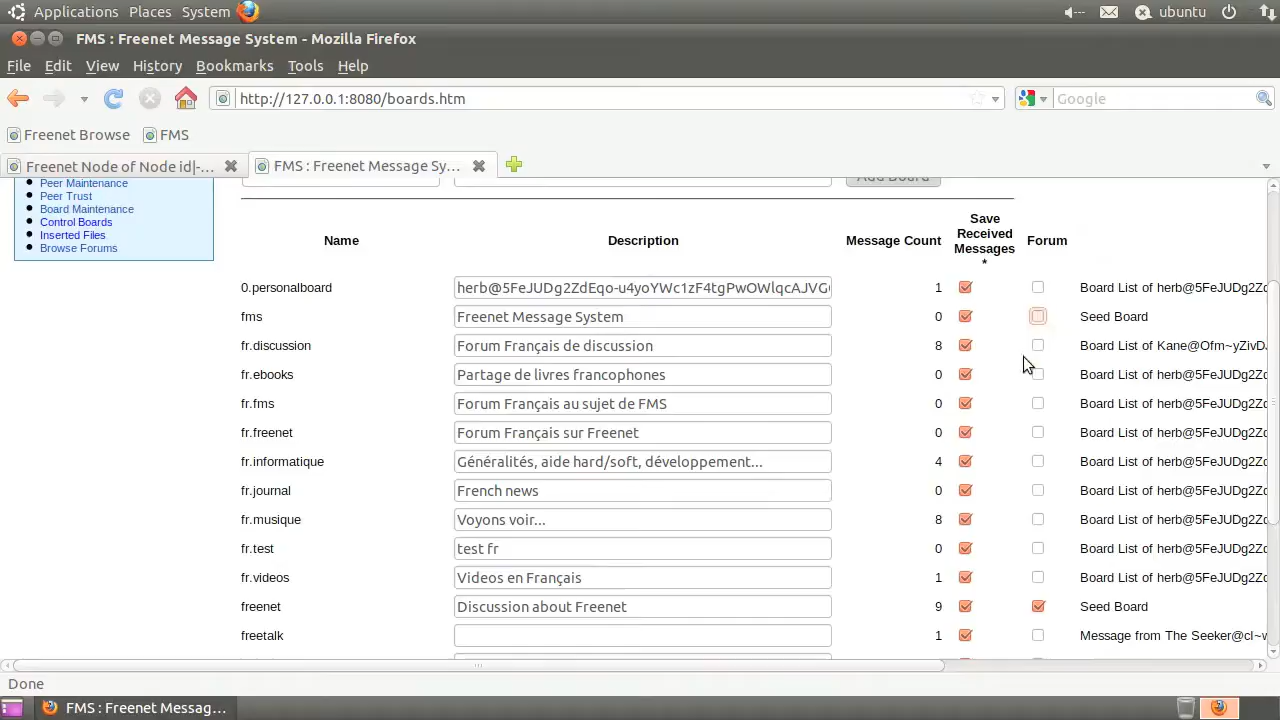 Applications Places System ubuntu
FMS : Freenet Message System - Mozilla Firefox
File Edit View History Bookmarks Tools Help
http://127.0.0.1:8080/boards.htm Google
Freenet Browse FMS
Freenet Node of Node id|-... FMS : Freenet Message Sy...
Peer Maintenance
Peer Trust
Board Maintenance
Control Boards
Inserted Files
Browse Forums
Add Board
Name Description Message Count Save Received Messages * Forum
0.personalboard herb@5FeJUDg2ZdEqo-u4yoYWc1zF4tgPwOWlqcAJVG 1 Board List of herb@5FeJUDg2Zd
fms Freenet Message System 0 Seed Board
fr.discussion Forum Français de discussion 8 Board List of Kane@Ofm~yZivD
fr.ebooks Partage de livres francophones 0 Board List of herb@5FeJUDg2Zd
fr.fms Forum Français au sujet de FMS 0 Board List of herb@5FeJUDg2Zd
fr.freenet Forum Français sur Freenet 0 Board List of herb@5FeJUDg2Zd
fr.informatique Généralités, aide hard/soft, développement... 4 Board List of herb@5FeJUDg2Zd
fr.journal French news 0 Board List of herb@5FeJUDg2Zd
fr.musique Voyons voir... 8 Board List of herb@5FeJUDg2Zd
fr.test test fr 0 Board List of herb@5FeJUDg2Zd
fr.videos Videos en Français 1 Board List of herb@5FeJUDg2Zd
freenet Discussion about Freenet 9 Seed Board
freetalk 1 Message from The Seeker@cl~w
Done
FMS : Freenet Messag...